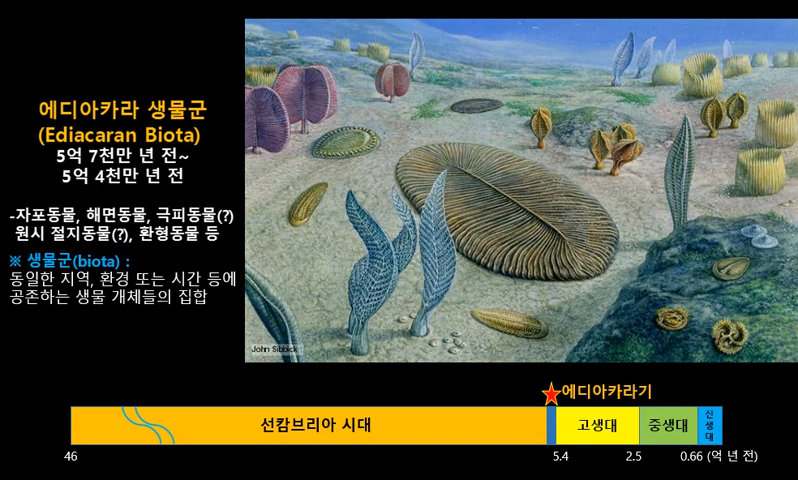 에디아카라 생물군
(Ediacaran Biota)
5억 7천만 년 전~
5억 4천만 년 전
-자포동물, 해면동물, 극피동물(?)
원시 절지동물(?), 환형동물 등
※ 생물군(biota) :
동일한 지역, 환경 또는 시간 등에
공존하는 생물 개체들의 집합
John Sibbick
에디아카라기
선캄브리아 시대
고생대
중생대
신생대
46
5.4
2.5
0.66 (억 년 전)